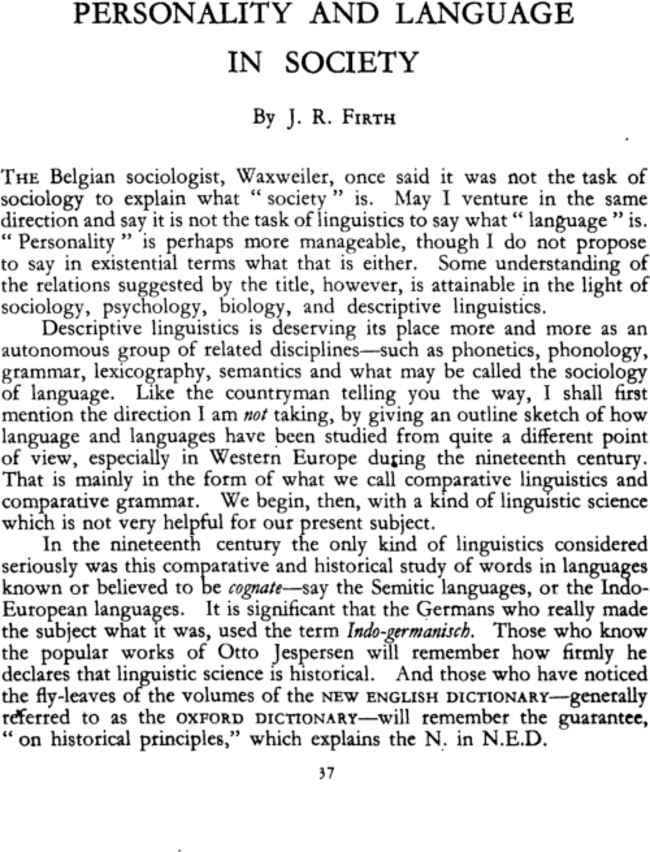 PERSONALITY AND LANGUAGE
IN SOCIETY
By J. R. FIRTH
THE Belgian sociologist, Waxweiler, once said it was not the task of
sociology to explain what “ society ” is. May I venture in the same
direction and say it is not the task of linguistics to say what “ language ” is.
“ Personality ” is perhaps more manageable, though I do not propose
to say in existential terms what that is either. Some understanding of
the relations suggested by the title, however, is attainable in the light of
sociology, psychology, biology, and descriptive linguistics.
Descriptive linguistics is deserving its place more and more as an
autonomous group of related disciplines—such as phonetics, phonology,
grammar, lexicography, semantics and what may be called the sociology
of language. Like the countryman telling you the way, I shall first
mention the direction I am not taking, by giving an outline sketch of how
language and languages have been studied from quite a different point
of view, especially in Western Europe during the nineteenth century.
That is mainly in the form of what we call comparative linguistics and
comparative grammar. We begin, then, with a kind of linguistic science
which is not very helpful for our present subject.
In the nineteenth century the only kind of linguistics considered
seriously was this comparative and historical study of words in languages
known or believed to be cognate—say the Semitic languages, or the Indo-
European languages. It is significant that the Germans who really made
the subject what it was, used the term Indo-germanisch. Those who know
the popular works of Otto Jespersen will remember how firmly he
declares that linguistic science is historical. And those who have noticed
the fly-leaves of the volumes of the NEW ENGLISH DICTIONARY—generally
referred to as the OXFORD DICTIONARY—will remember the guarantee,
“ on historical principles,” which explains the N. in N.E.D.
37